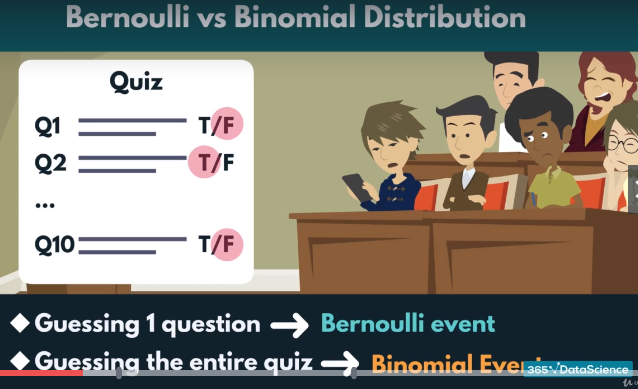 Bernoulli vs Binomial Distribution
Quiz
Q1 T/F
Q2 T/F
...
Q10 T/F
◆ Guessing 1 question → Bernoulli event
◆ Guessing the entire quiz → Binomial
365√DataScience